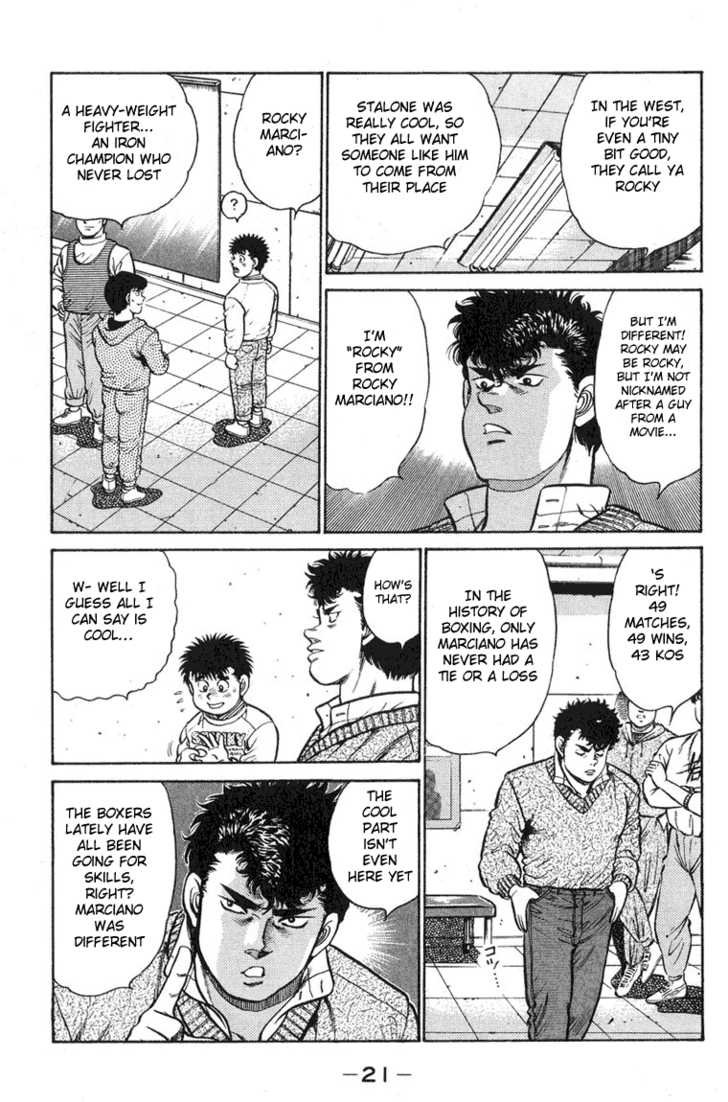 IN THE WEST,
IF YOU'RE
EVEN A TINY
BIT GOOD,
THEY CALL YA
ROCKY
STALONE WAS
REALLY COOL, SO
THEY ALL WANT
SOMEONE LIKE HIM
TO COME FROM
THEIR PLACE
BUT I'M
DIFFERENT!
ROCKY MAY
BE ROCKY,
BUT I'M NOT
NICKNAMED
AFTER A GUY
FROM A
MOVIE...
I'M
"ROCKY"
FROM
ROCKY
MARCIANO!!
ROCKY
MARCI-
ANO?
?
A HEAVY-WEIGHT
FIGHTER...
AN IRON
CHAMPION WHO
NEVER LOST
'S
RIGHT!
49
MATCHES,
49 WINS,
43 KOS
IN THE
HISTORY OF
BOXING, ONLY
MARCIANO HAS
NEVER HAD A
TIE OR A LOSS
コツ
HOW'S
THAT?
W- WELL I
GUESS ALL I
CAN SAY IS
COOL...
THE
COOL
PART
ISN'T
EVEN
HERE YET
THE BOXERS
LATELY HAVE
ALL BEEN
GOING FOR
SKILLS,
RIGHT?
MARCIANO
WAS
DIFFERENT
—21—